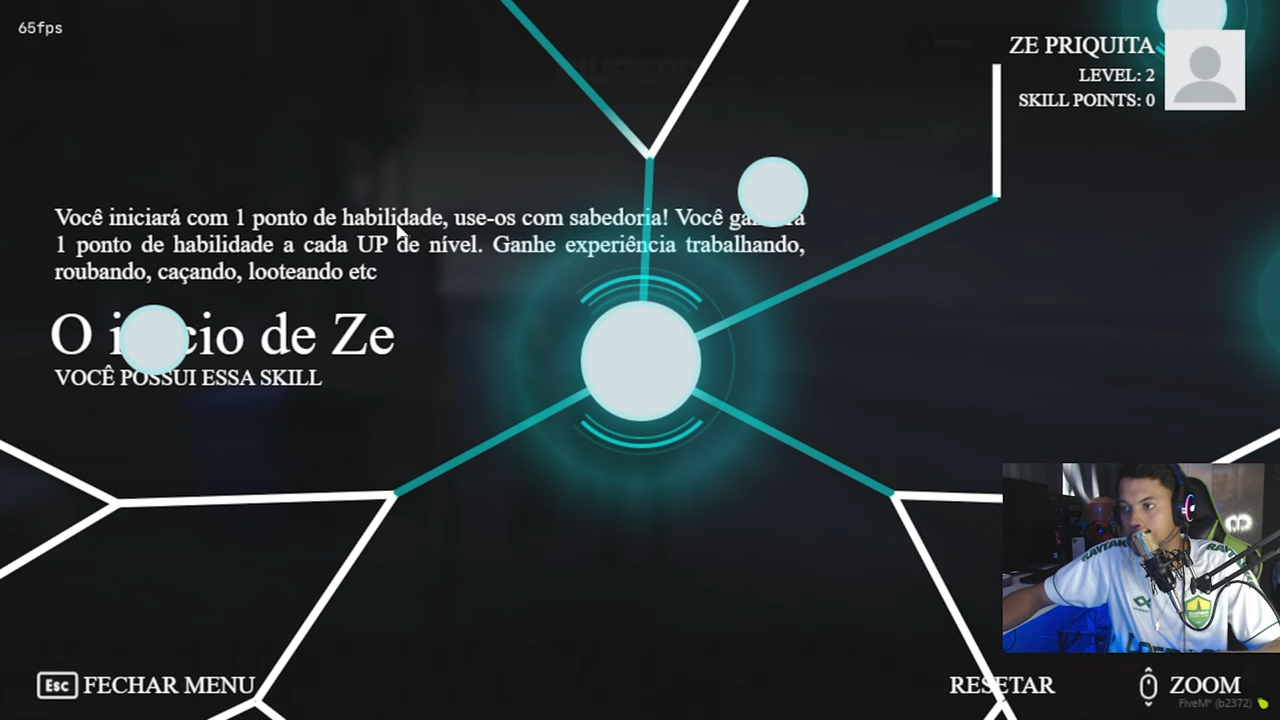 65fps
ZE PRIQUITA
LEVEL: 2
SKILL POINTS: 0
Você iniciará com 1 ponto de habilidade, use-os com sabedoria! Você
1 ponto de habilidade a cada UP de nível. Ganhe experiência trabalhando,
roubando, caçando, looteando etc
O de Ze
VOCÊ POSSUI ESSA SKILL
Esc FECHAR MENU
RESETAR
ZOOM
FiveM® (b2372)